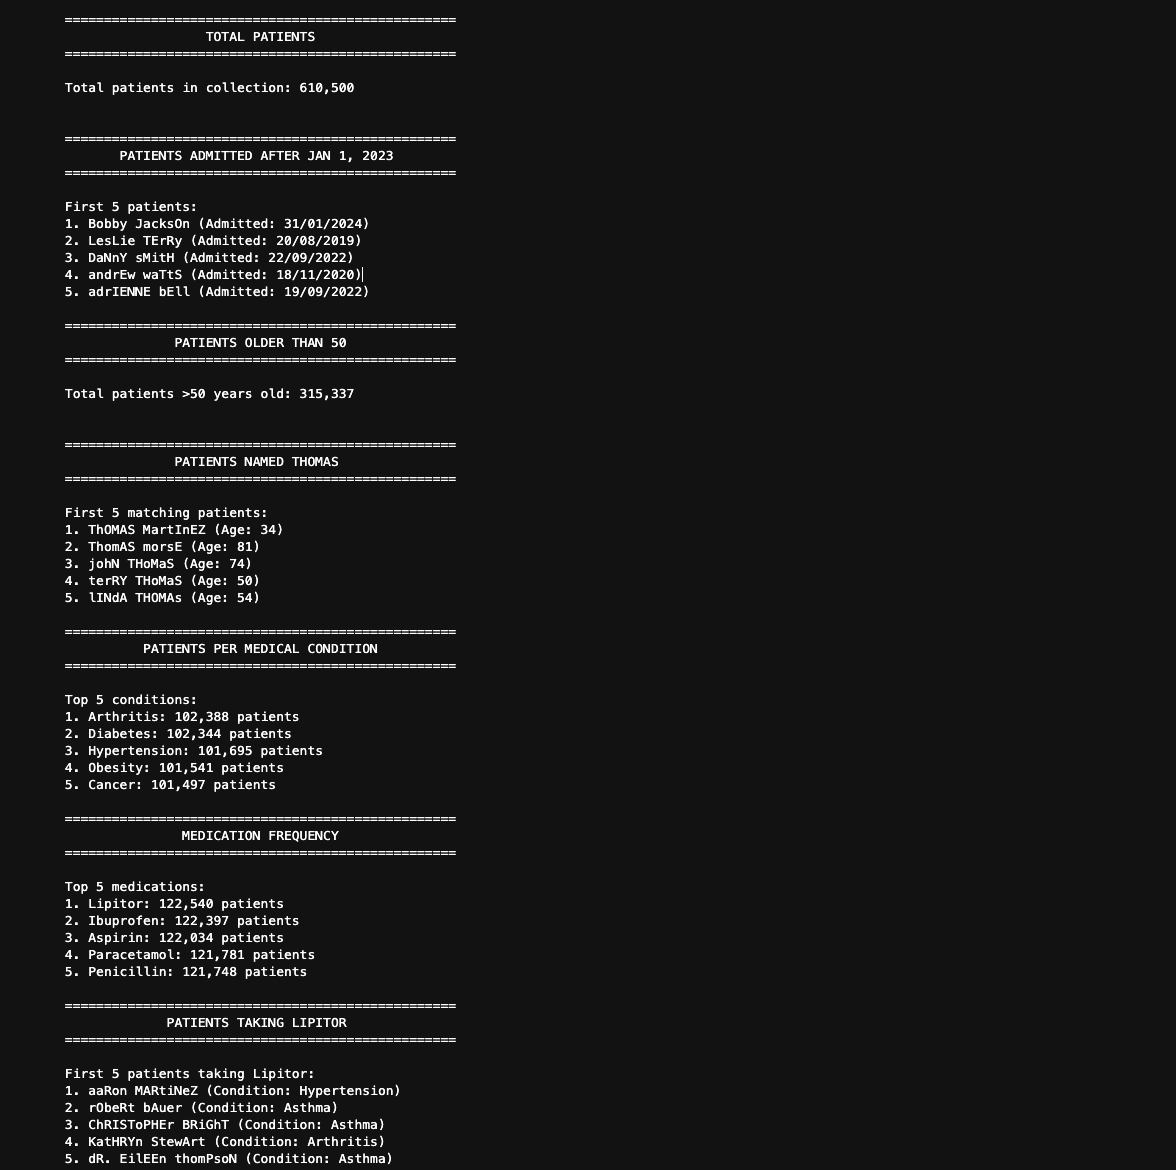 ==================================================
TOTAL PATIENTS
==================================================
Total patients in collection: 610,500
==================================================
PATIENTS ADMITTED AFTER JAN 1, 2023
==================================================
First 5 patients:
1. Bobby JacksOn (Admitted: 31/01/2024)
2. LesLie TErRy (Admitted: 20/08/2019)
3. DaNnY sMitH (Admitted: 22/09/2022)
4. andrEw waTtS (Admitted: 18/11/2020)
5. adrIENNE bEll (Admitted: 19/09/2022)
==================================================
PATIENTS OLDER THAN 50
==================================================
Total patients >50 years old: 315,337
==================================================
PATIENTS NAMED THOMAS
==================================================
First 5 matching patients:
1. ThOMAS MartInEZ (Age: 34)
2. ThomAS morsE (Age: 81)
3. johN THoMaS (Age: 74)
4. terRY THoMaS (Age: 50)
5. lINdA THOMAs (Age: 54)
==================================================
PATIENTS PER MEDICAL CONDITION
==================================================
Top 5 conditions:
1. Arthritis: 102,388 patients
2. Diabetes: 102,344 patients
3. Hypertension: 101,695 patients
4. Obesity: 101,541 patients
5. Cancer: 101,497 patients
==================================================
MEDICATION FREQUENCY
==================================================
Top 5 medications:
1. Lipitor: 122,540 patients
2. Ibuprofen: 122,397 patients
3. Aspirin: 122,034 patients
4. Paracetamol: 121,781 patients
5. Penicillin: 121,748 patients
==================================================
PATIENTS TAKING LIPITOR
==================================================
First 5 patients taking Lipitor:
1. aaRon MARtiNeZ (Condition: Hypertension)
2. rObeRt bAuer (Condition: Asthma)
3. ChRISToPHEr BRiGhT (Condition: Asthma)
4. KatHRYn StewArt (Condition: Arthritis)
5. dR. EilEEn thomPsoN (Condition: Asthma)